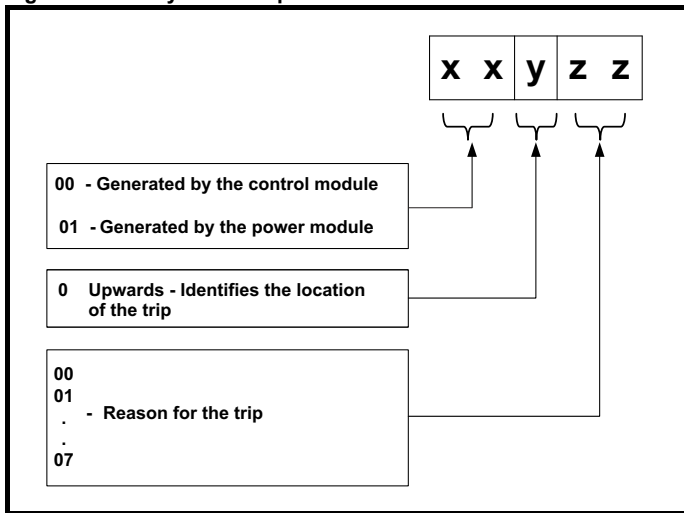 x x y z z
00 - Generated by the control module
01 - Generated by the power module
0 Upwards - Identifies the location
of the trip
00
01
- Reason for the trip
.
.
07